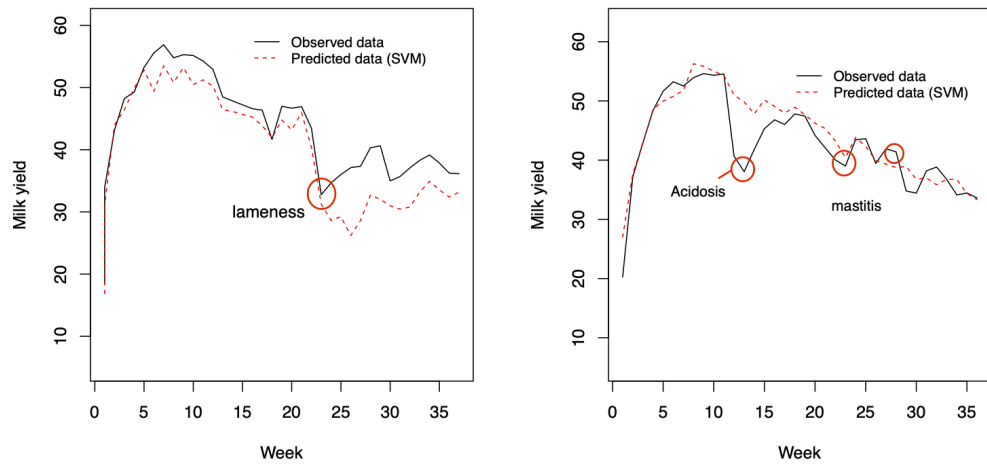 Observed data
Predicted data (SVM)
60
50
40
30
20
10
Milk yield
lameness
0 5 10 15 20 25 30 35
Week
Observed data
Predicted data (SVM)
60
50
40
30
20
10
Milk yield
Acidosis
mastitis
0 5 10 15 20 25 30 35
Week